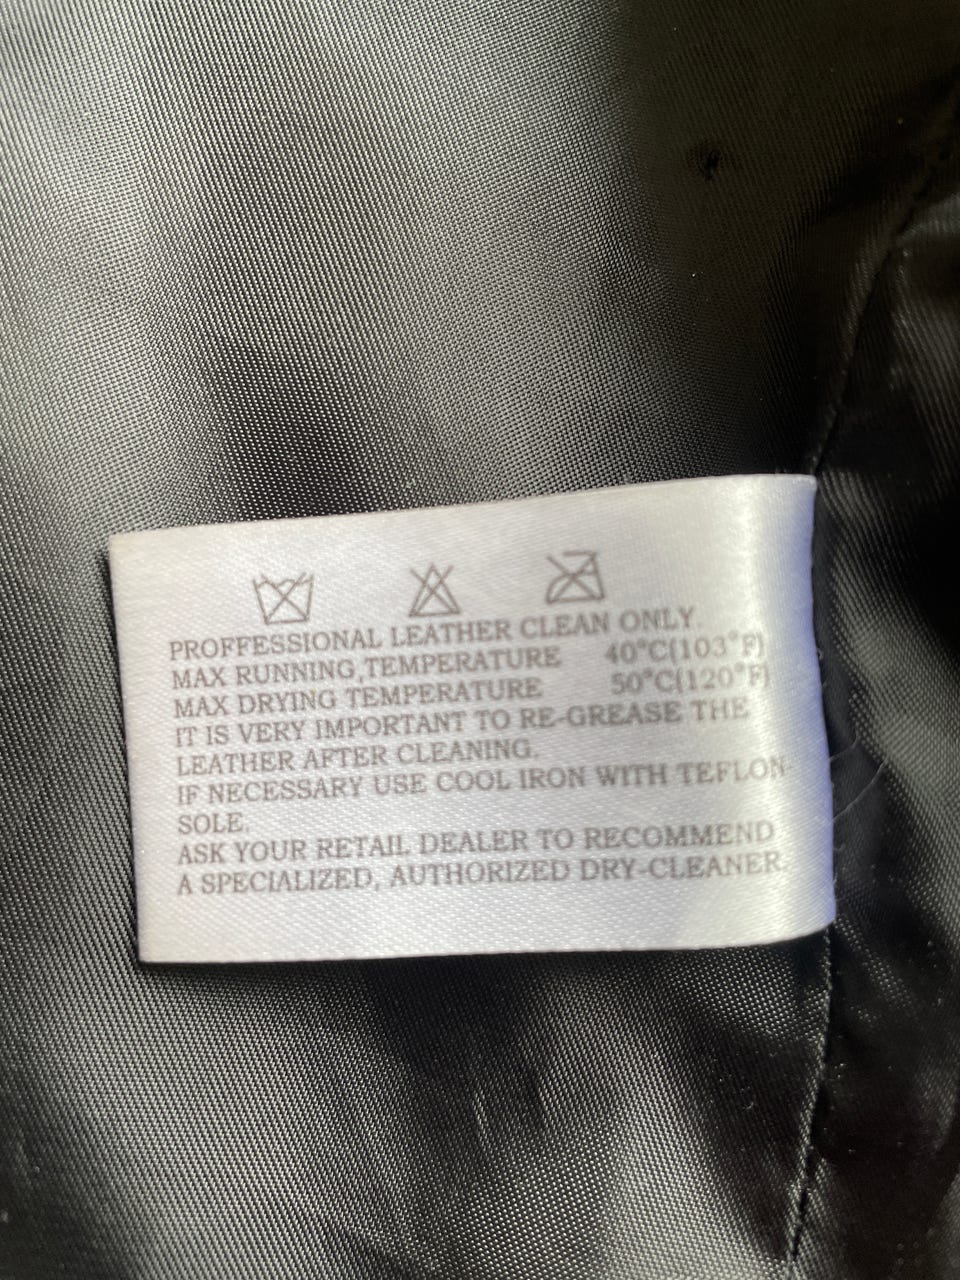 PROFFESSIONAL LEATHER CLEAN ONLY.
MAX RUNNING,TEMPERATURE 40°C(103°F)
MAX DRYING TEMPERATURE 50°C(120°F)
IT IS VERY IMPORTANT TO RE-GREASE THE
LEATHER AFTER CLEANING.
IF NECESSARY USE COOL IRON WITH TEFLON-
SOLE.
ASK YOUR RETAIL DEALER TO RECOMMEND
A SPECIALIZED, AUTHORIZED DRY-CLEANER.